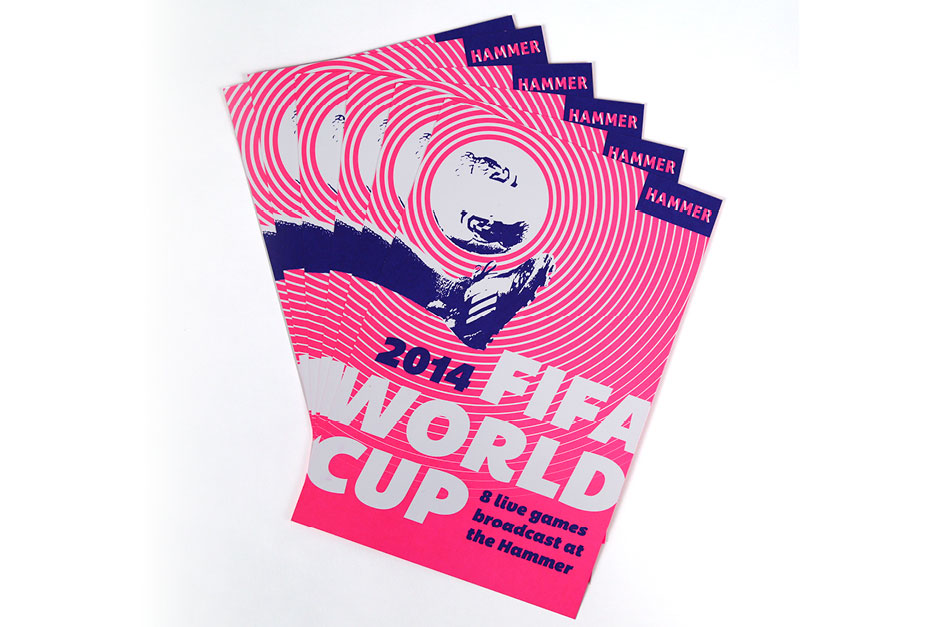 HAMMER
HAMMER
HAMMER
HAMMER
HAMMER
2014 FIFA
WORLD
CUP
8 live games
broadcast at
the Hammer